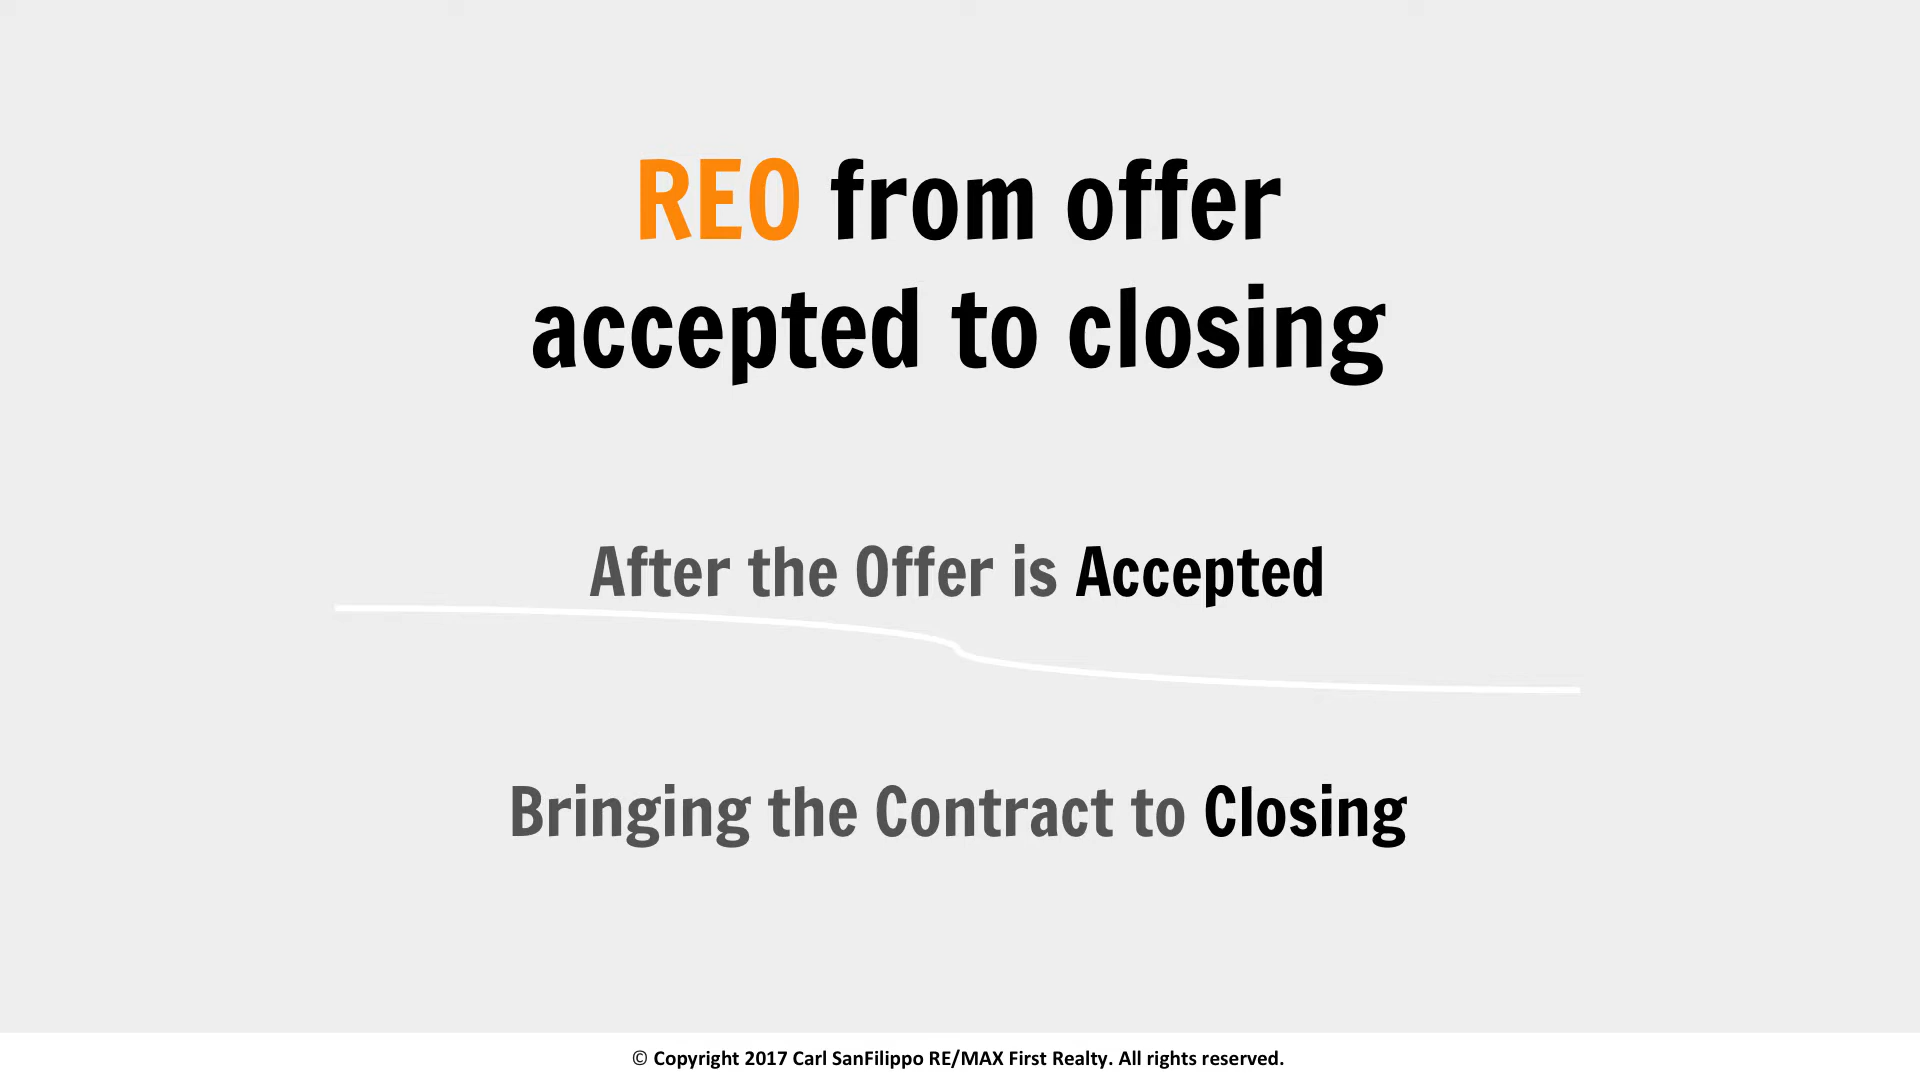 REO from offer
accepted to closing
After the Offer is Accepted
Bringing the Contract to Closing
© Copyright 2017 Carl SanFilippo RE/MAX First Realty. All rights reserved.